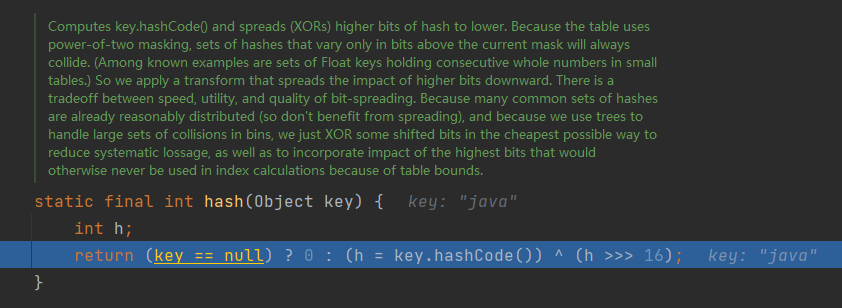 Computes key.hashCode() and spreads (XORs) higher bits of hash to lower. Because the table uses
power-of-two masking, sets of hashes that vary only in bits above the current mask will always
collide. (Among known examples are sets of Float keys holding consecutive whole numbers in small
tables.) So we apply a transform that spreads the impact of higher bits downward. There is a
tradeoff between speed, utility, and quality of bit-spreading. Because many common sets of hashes
are already reasonably distributed (so don't benefit from spreading), and because we use trees to
handle large sets of collisions in bins, we just XOR some shifted bits in the cheapest possible way to
reduce systematic lossage, as well as to incorporate impact of the highest bits that would
otherwise never be used in index calculations because of table bounds.
static final int hash(Object key) {  key: "java"
    int h;
    return (key == null) ? 0 : (h = key.hashCode()) ^ (h >>> 16);  key: "java"
}